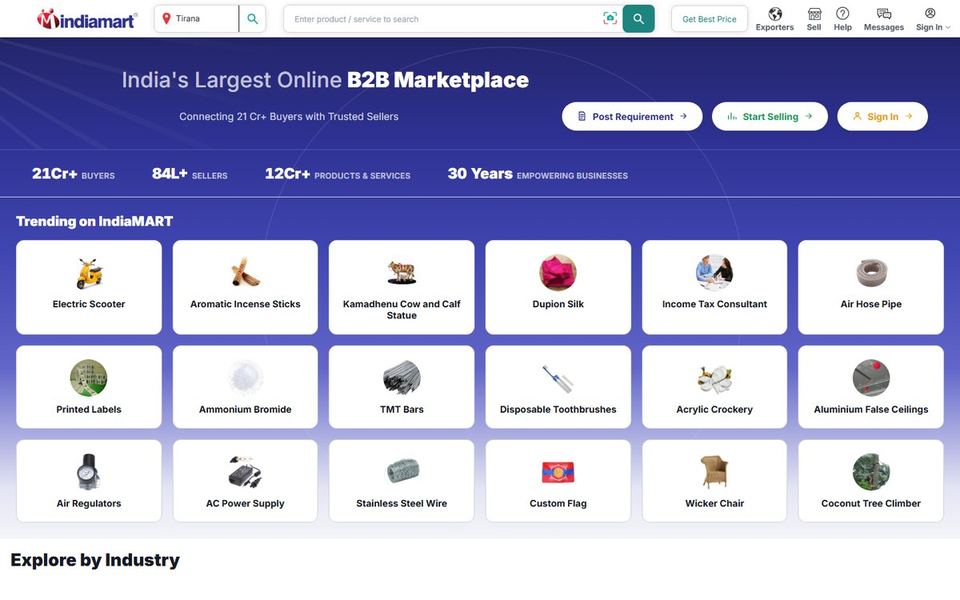 indiamart
Tirana
Enter product / service to search
Get Best Price
Exporters
Sell
Help
Messages
Sign In
India's Largest Online B2B Marketplace
Connecting 21 Cr+ Buyers with Trusted Sellers
Post Requirement
Start Selling
Sign In
21Cr+ BUYERS
84L+ SELLERS
12Cr+ PRODUCTS & SERVICES
30 Years EMPOWERING BUSINESSES
Trending on IndiaMART
Electric Scooter
Aromatic Incense Sticks
Kamadhenu Cow and Calf
Statue
Dupion Silk
Income Tax Consultant
Air Hose Pipe
Printed Labels
Ammonium Bromide
TMT Bars
Disposable Toothbrushes
Acrylic Crockery
Aluminium False Ceilings
Air Regulators
AC Power Supply
Stainless Steel Wire
Custom Flag
Wicker Chair
Coconut Tree Climber
Explore by Industry